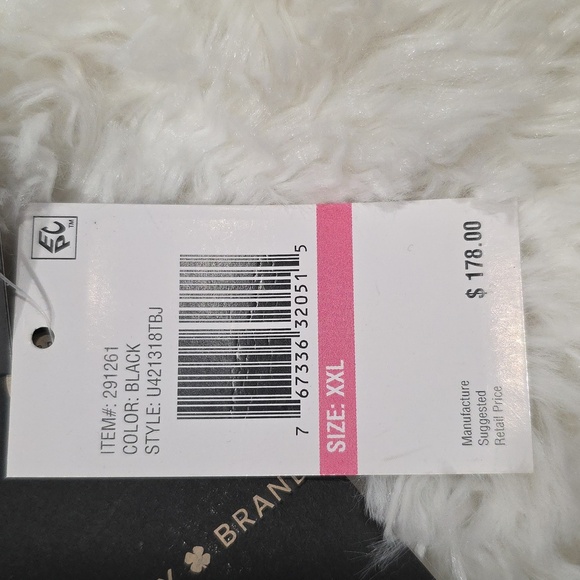 EPC™
ITEM#: 291261
COLOR: BLACK
STYLE: U421318TBJ
7 67336 32051 5
SIZE: XXL
$ 178.00
Manufacture
Suggested
Retail Price
BRAND